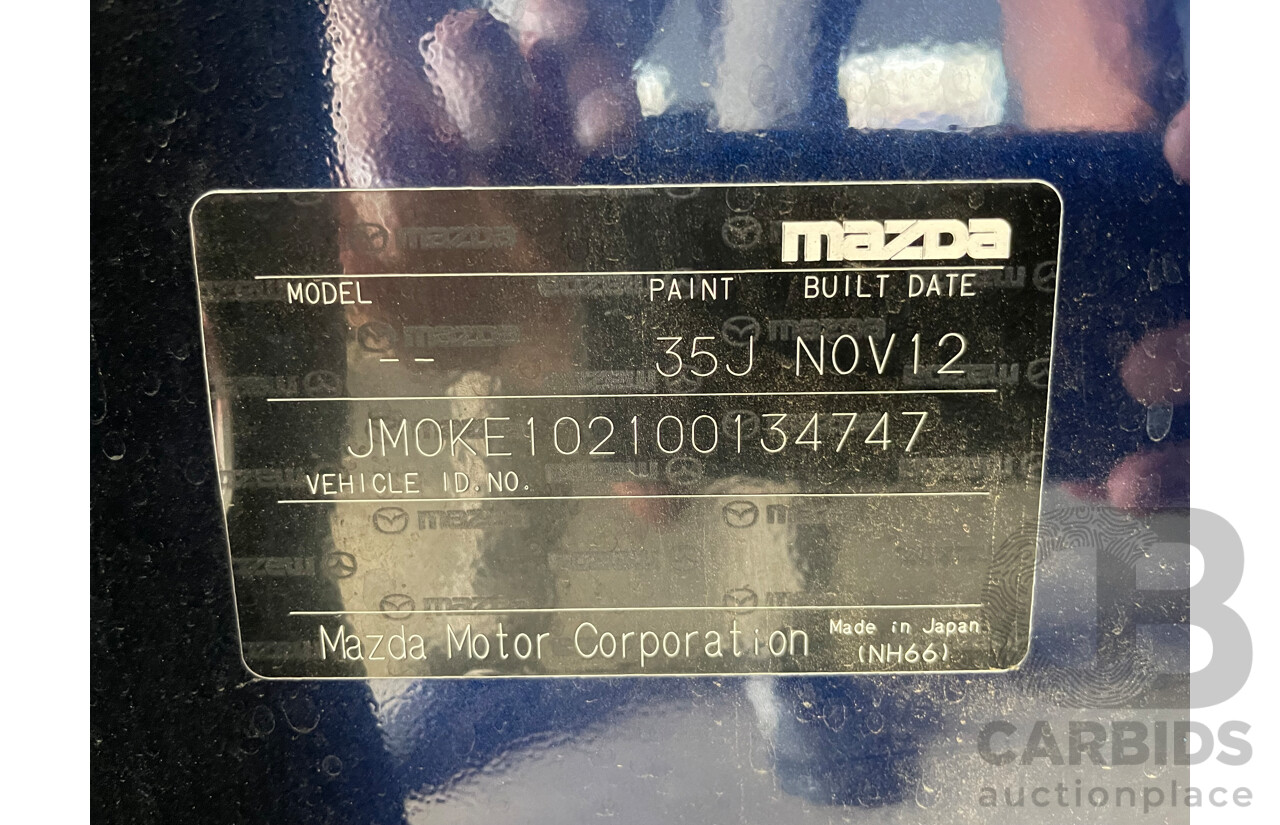 mazda
MODEL PAINT BUILT DATE
-- 35J NOV12
JM0KE102100134747
VEHICLE ID.NO.
Mazda Motor Corporation Made in Japan
(NH66)
B
CARBIDS
auctionplace